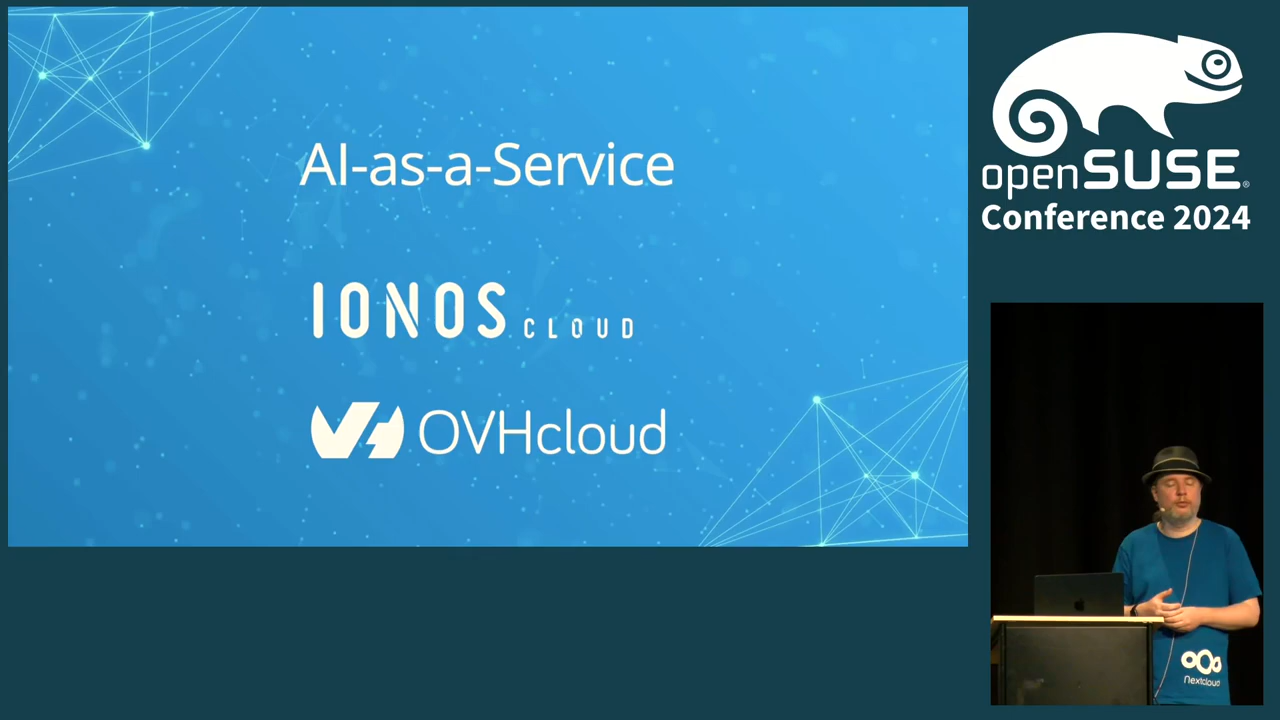 AI-as-a-Service
IONOS CLOUD
OVHcloud
openSUSE®
Conference 2024
Nextcloud